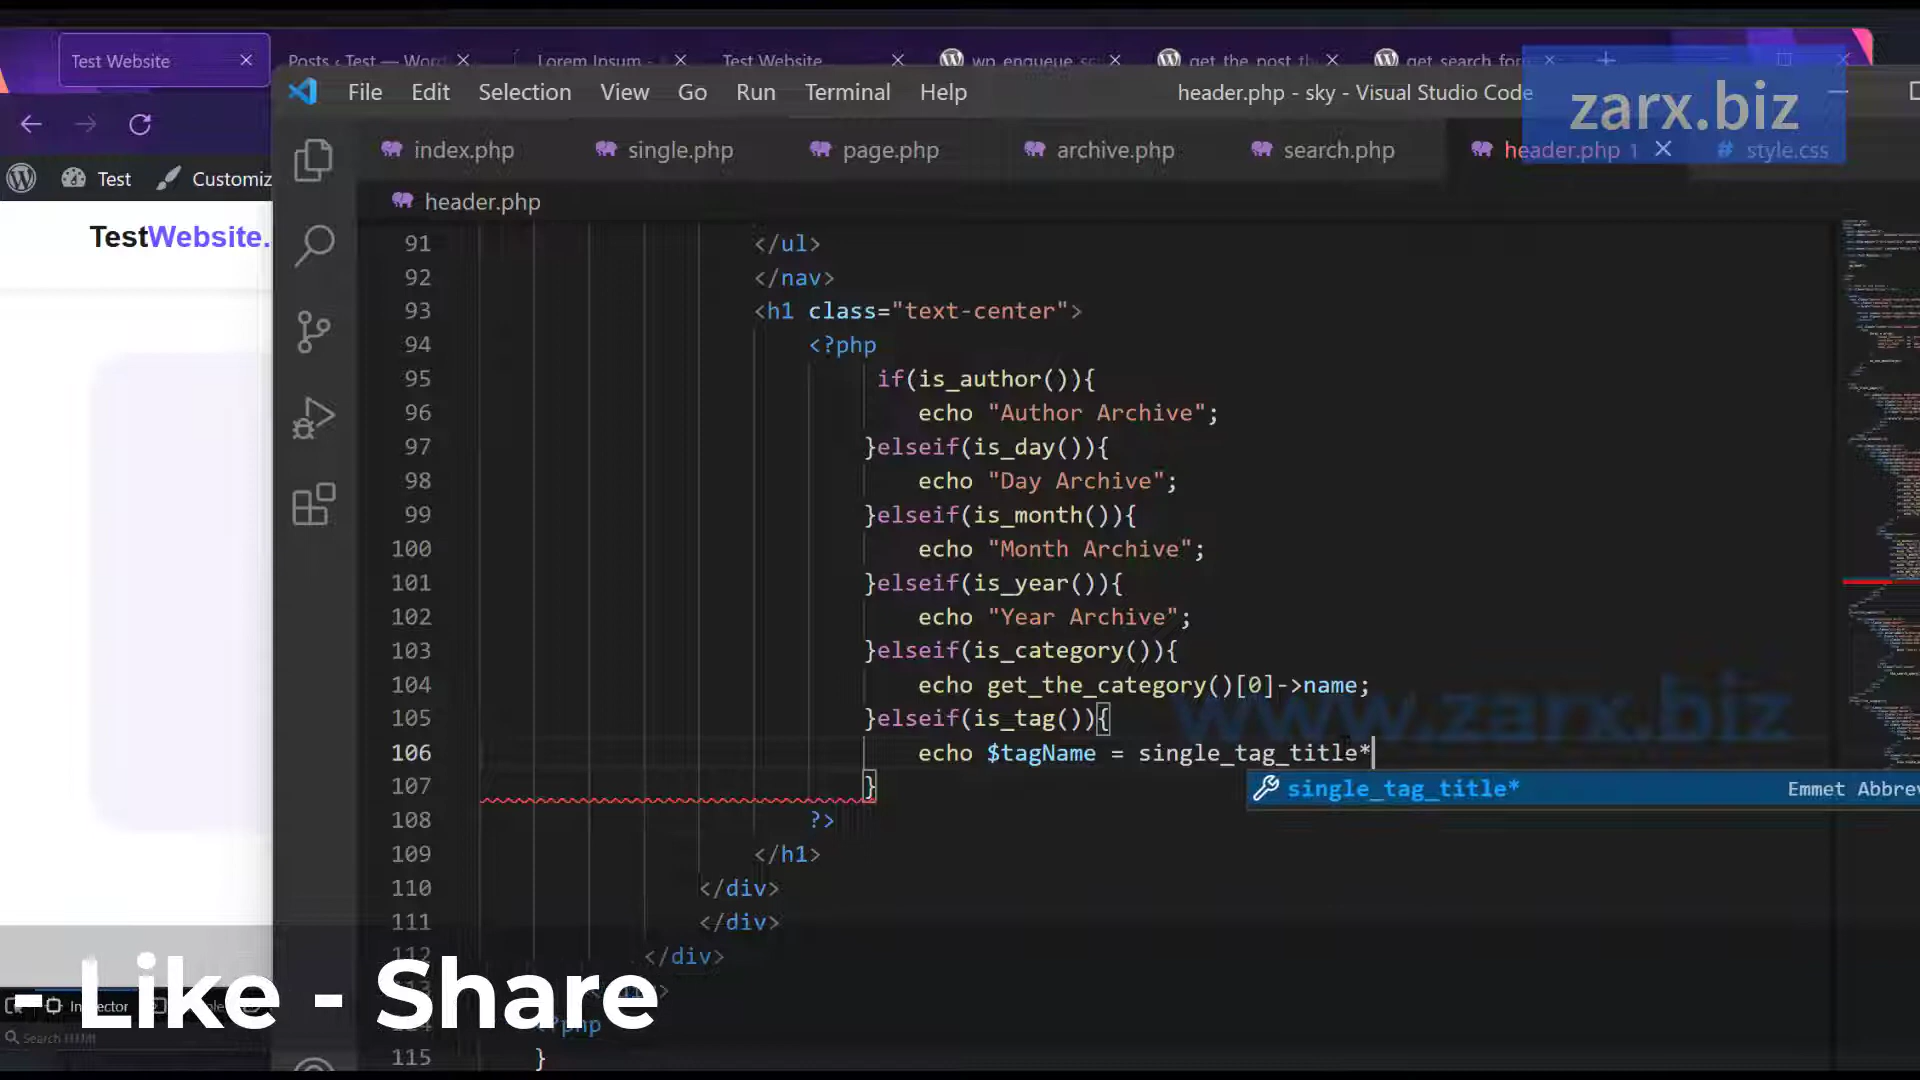 Test Website
Posts ‹ Test — Word
Lorem Ipsum -
Test Website
wp_enqueue_sc
get_the_post_th
get_search_for
zarx.biz
File Edit Selection View Go Run Terminal Help
header.php - sky - Visual Studio Code
index.php
single.php
page.php
archive.php
search.php
header.php 1
# style.css
Test
Customiz
header.php
TestWebsite.
91 </ul>
92 </nav>
93 <h1 class="text-center">
94 <?php
95 if(is_author()){
96 echo "Author Archive";
97 }elseif(is_day()){
98 echo "Day Archive";
99 }elseif(is_month()){
100 echo "Month Archive";
101 }elseif(is_year()){
102 echo "Year Archive";
103 }elseif(is_category()){
104 echo get_the_category()[0]->name;
105 }elseif(is_tag()){
www.zarx.biz
106 echo $tagName = single_tag_title*
107 }
single_tag_title* Emmet Abbrev
108 ?>
109 </h1>
110 </div>
111 </div>
112 </div>
- Like - Share
?php
115 }